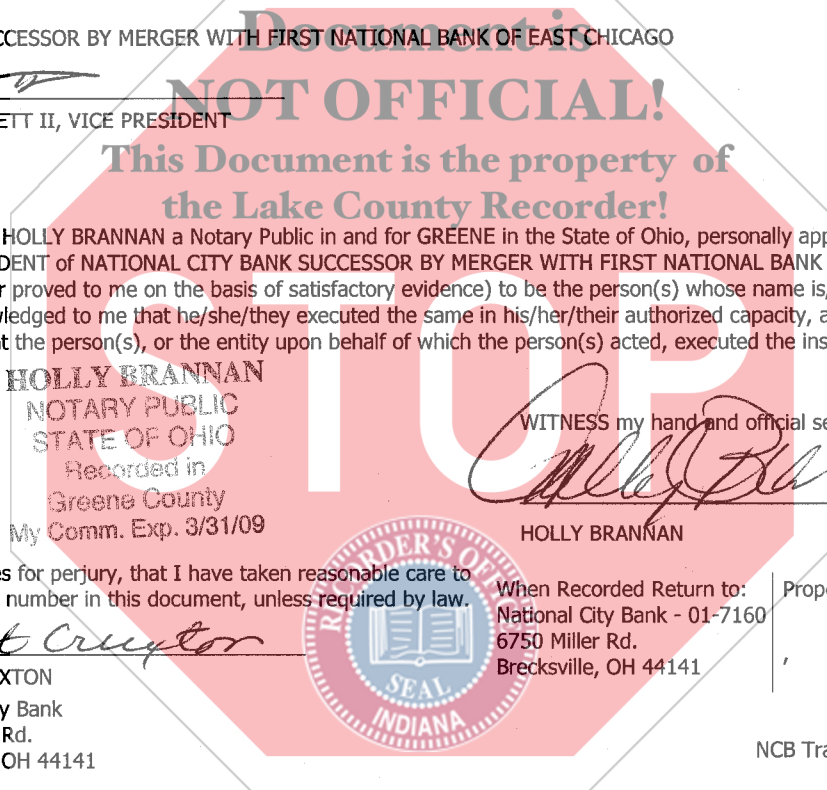 CCESSOR BY MERGER WITH FIRST NATIONAL BANK OF EAST CHICAGO
Document is
NOT OFFICIAL!
ETT II, VICE PRESIDENT
This Document is the property of
the Lake County Recorder!
HOLLY BRANNAN a Notary Public in and for GREENE in the State of Ohio, personally app
DENT of NATIONAL CITY BANK SUCCESSOR BY MERGER WITH FIRST NATIONAL BANK
r proved to me on the basis of satisfactory evidence) to be the person(s) whose name is,
wledged to me that he/she/they executed the same in his/her/their authorized capacity, a
t the person(s), or the entity upon behalf of which the person(s) acted, executed the ins
STOP
HOLLY BRANNAN
NOTARY PUBLIC
STATE OF OHIO
Recorded in
Greene County
My Comm. Exp. 3/31/09
WITNESS my hand and official se
HOLLY BRANNAN
es for perjury, that I have taken reasonable care to
number in this document, unless required by law.
XTON
y Bank
Rd.
OH 44141
RECORDER'S OFFICE
SEAL
INDIANA
When Recorded Return to:
National City Bank - 01-7160
6750 Miller Rd.
Brecksville, OH 44141
Prope
,
NCB Tra